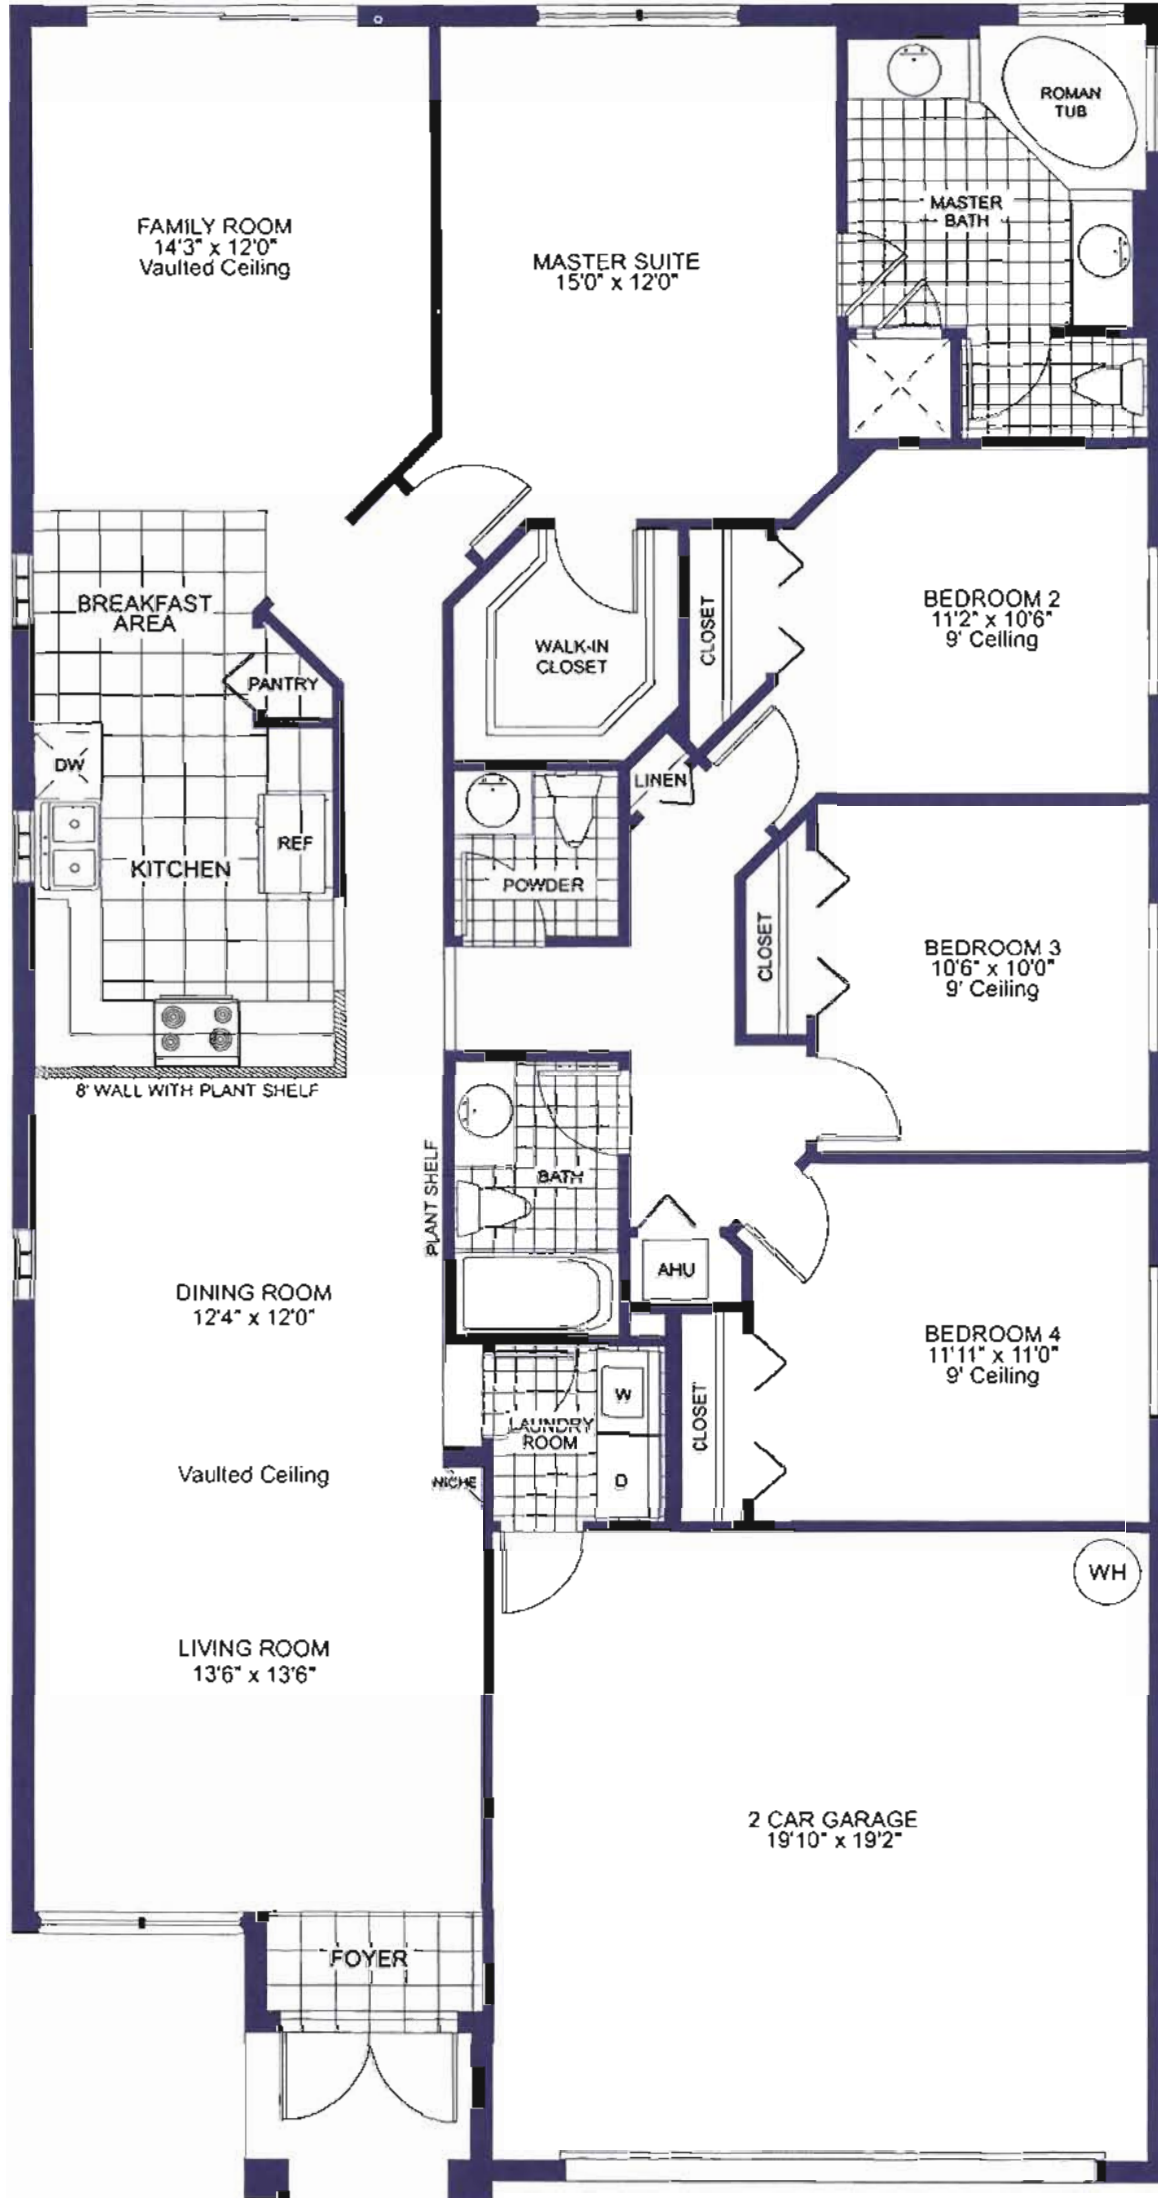 ROMAN
TUB
FAMILY ROOM
14'3" x 12'0"
Vaulted Ceiling
MASTER SUITE
15'0" x 12'0"
MASTER
BATH
BREAKFAST
AREA
WALK-IN
CLOSET
CLOSET
BEDROOM 2
11'2" x 10'6"
9' Ceiling
PANTRY
DW
LINEN
REF
KITCHEN
POWDER
CLOSET
BEDROOM 3
10'6" x 10'0"
9' Ceiling
8' WALL WITH PLANT SHELF
PLANT SHELF
BATH
AHU
DINING ROOM
12'4" x 12'0"
BEDROOM 4
11'11" x 11'0"
9' Ceiling
W
CLOSET
LAUNDRY
ROOM
Vaulted Ceiling
NICHE
D
WH
LIVING ROOM
13'6" x 13'6"
2 CAR GARAGE
19'10" x 19'2"
FOYER